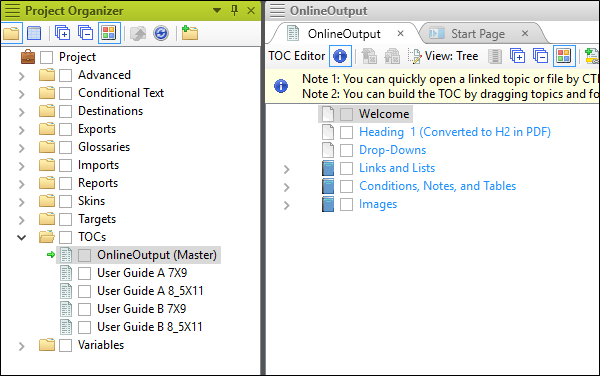 Project Organizer
Project
Advanced
Conditional Text
Destinations
Exports
Glossaries
Imports
Reports
Skins
Targets
TOCs
OnlineOutput (Master)
User Guide A 7X9
User Guide A 8_5X11
User Guide B 7X9
User Guide B 8_5X11
Variables
OnlineOutput
OnlineOutput
Start Page
TOC Editor
View: Tree
Note 1: You can quickly open a linked topic or file by CT
Note 2: You can build the TOC by dragging topics and fo
Welcome
Heading 1 (Converted to H2 in PDF)
Drop-Downs
Links and Lists
Conditions, Notes, and Tables
Images